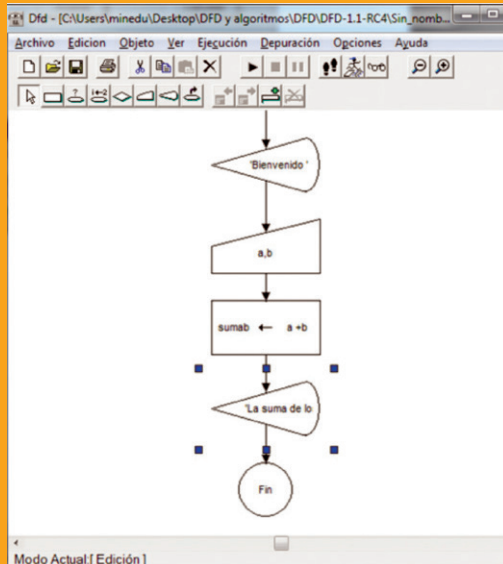 Dfd - [C:\Users\minedu\Desktop\DFD y algoritmos\DFD\DFD-1.1-RC4\Sin_nomb...
Archivo Edicion Objeto Ver Ejecución Depuración Opciones Ayuda
'Bienvenido '
a,b
sumab ← a +b
'La suma de lo
Fin
Modo Actual:[ Edición ]